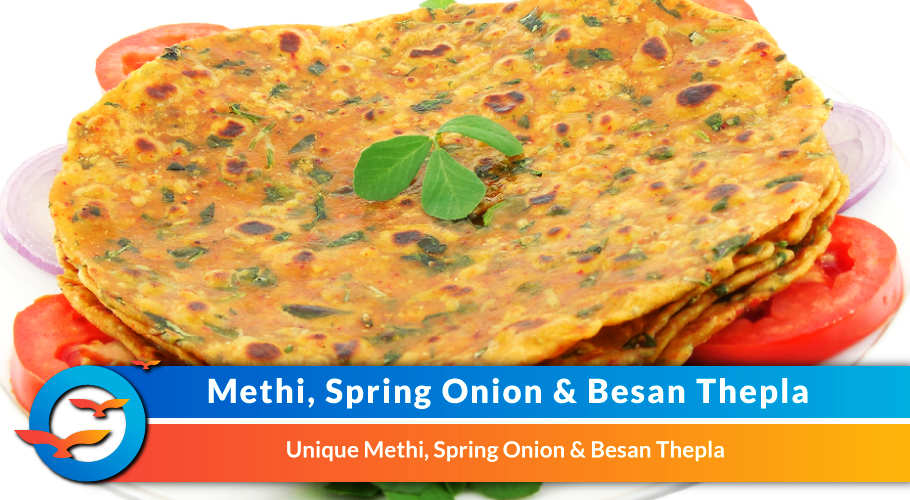 Methi, Spring Onion & Besan Thepla
Unique Methi, Spring Onion & Besan Thepla